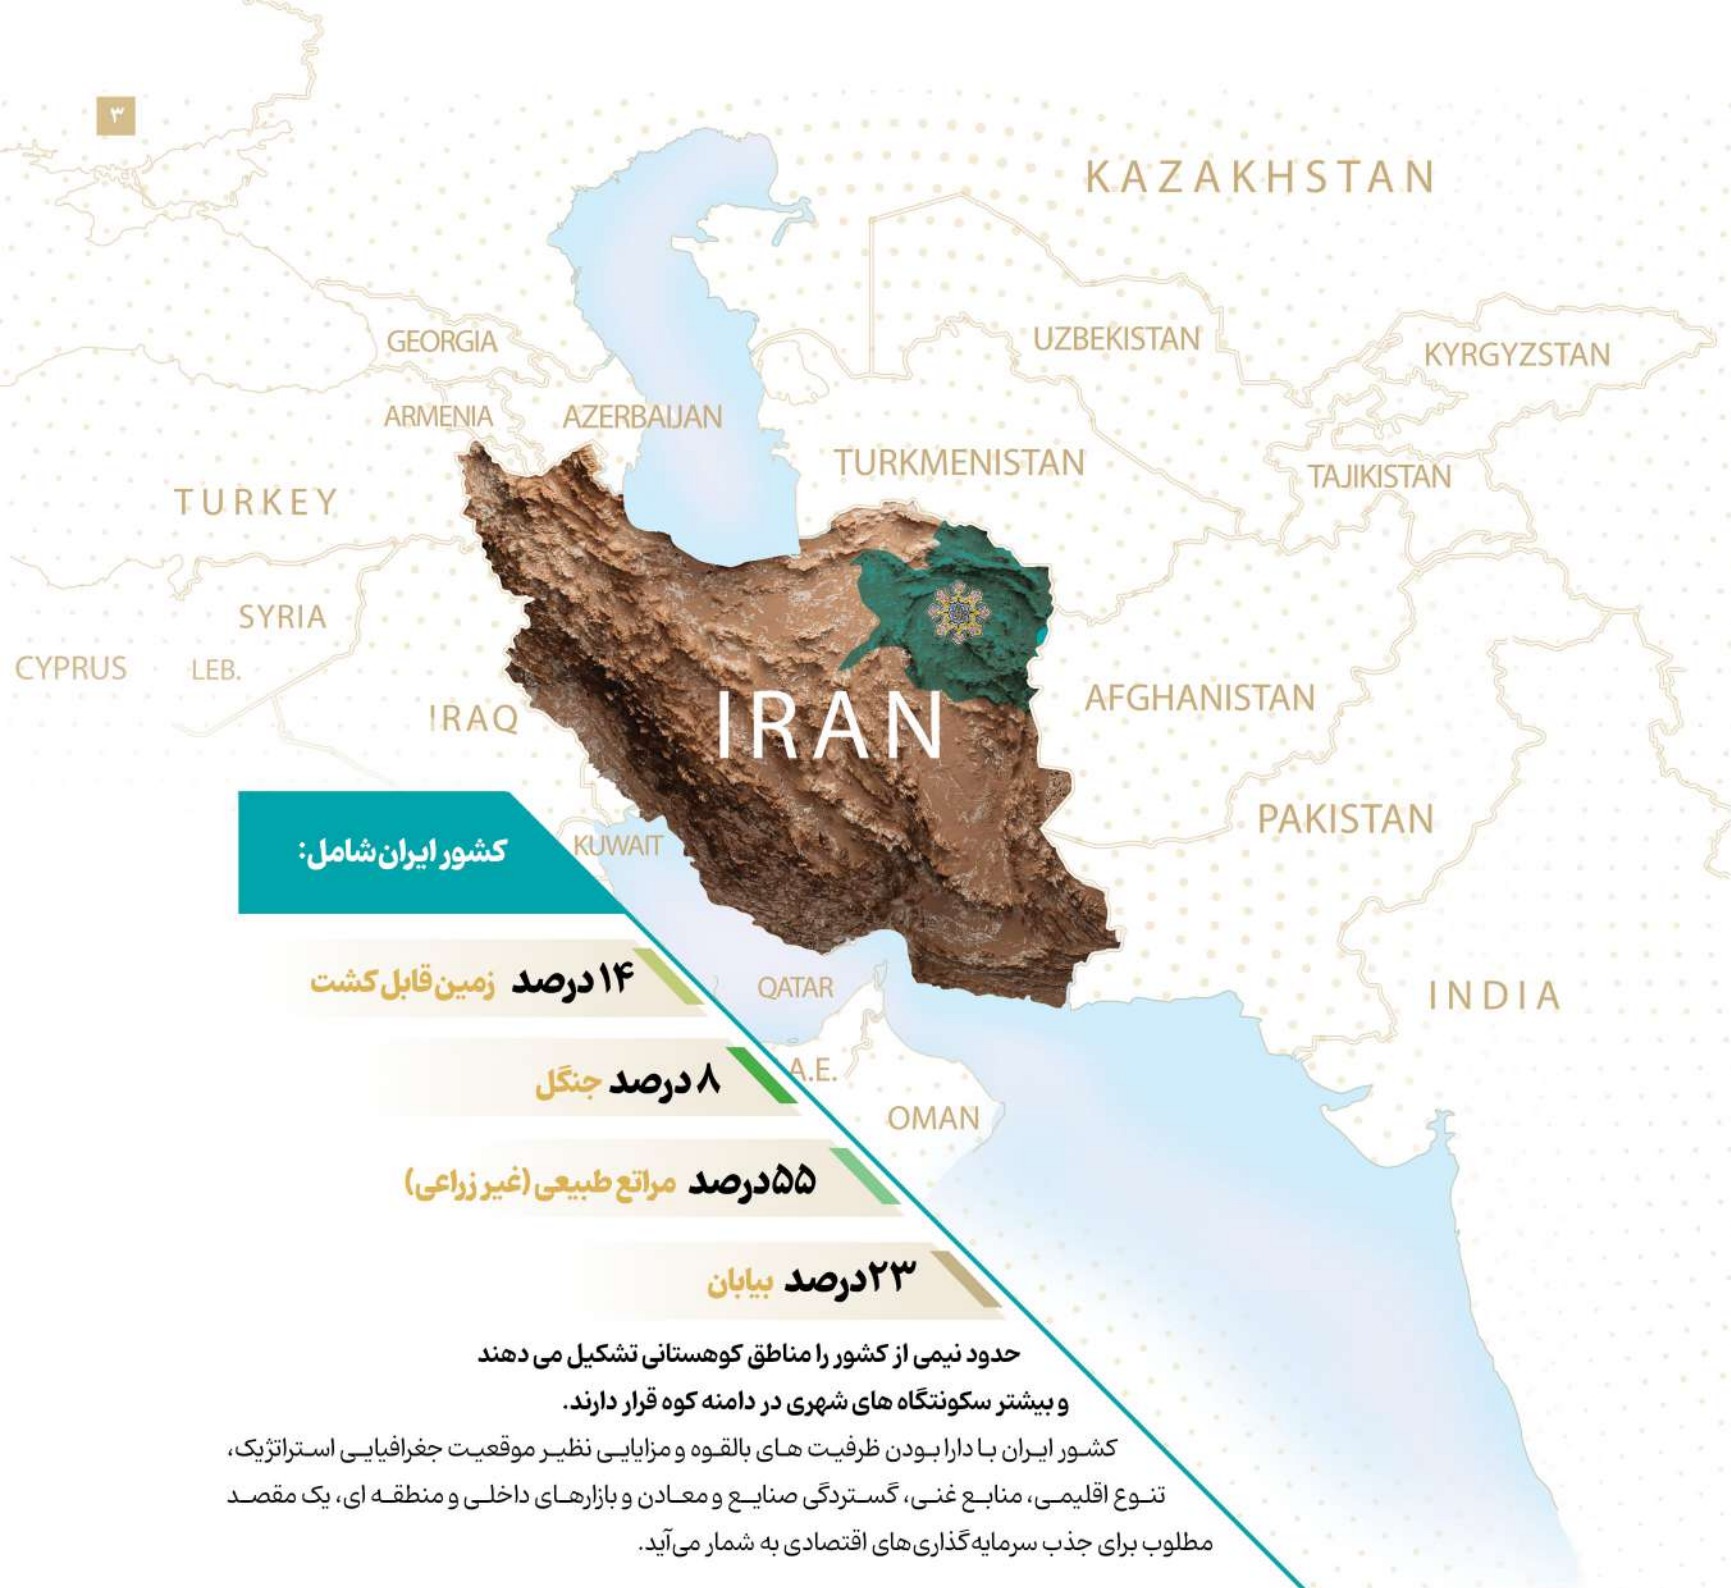 ۳
KAZAKHSTAN
GEORGIA
UZBEKISTAN
KYRGYZSTAN
ARMENIA
AZERBAIJAN
TURKMENISTAN
TAJIKISTAN
TURKEY
SYRIA
CYPRUS
LEB.
IRAQ
IRAN
AFGHANISTAN
PAKISTAN
KUWAIT
QATAR
INDIA
A.E.
OMAN
کشور ایران شامل:
۱۴ درصد زمین قابل کشت
۸ درصد جنگل
۵۵درصد مراتع طبیعی (غیر زراعی)
۲۳درصد بیابان
حدود نیمی از کشور را مناطق کوهستانی تشکیل می دهند
و بیشتر سکونتگاه های شهری در دامنه کوه قرار دارند.
کشور ایران با دارا بودن ظرفیت های بالقوه و مزایایی نظیر موقعیت جغرافیایی استراتژیک،
تنوع اقلیمی، منابع غنی، گستردگی صنایع و معادن و بازارهای داخلی و منطقه ای، یک مقصد
مطلوب برای جذب سرمایه‌گذاری‌های اقتصادی به شمار می‌آید.